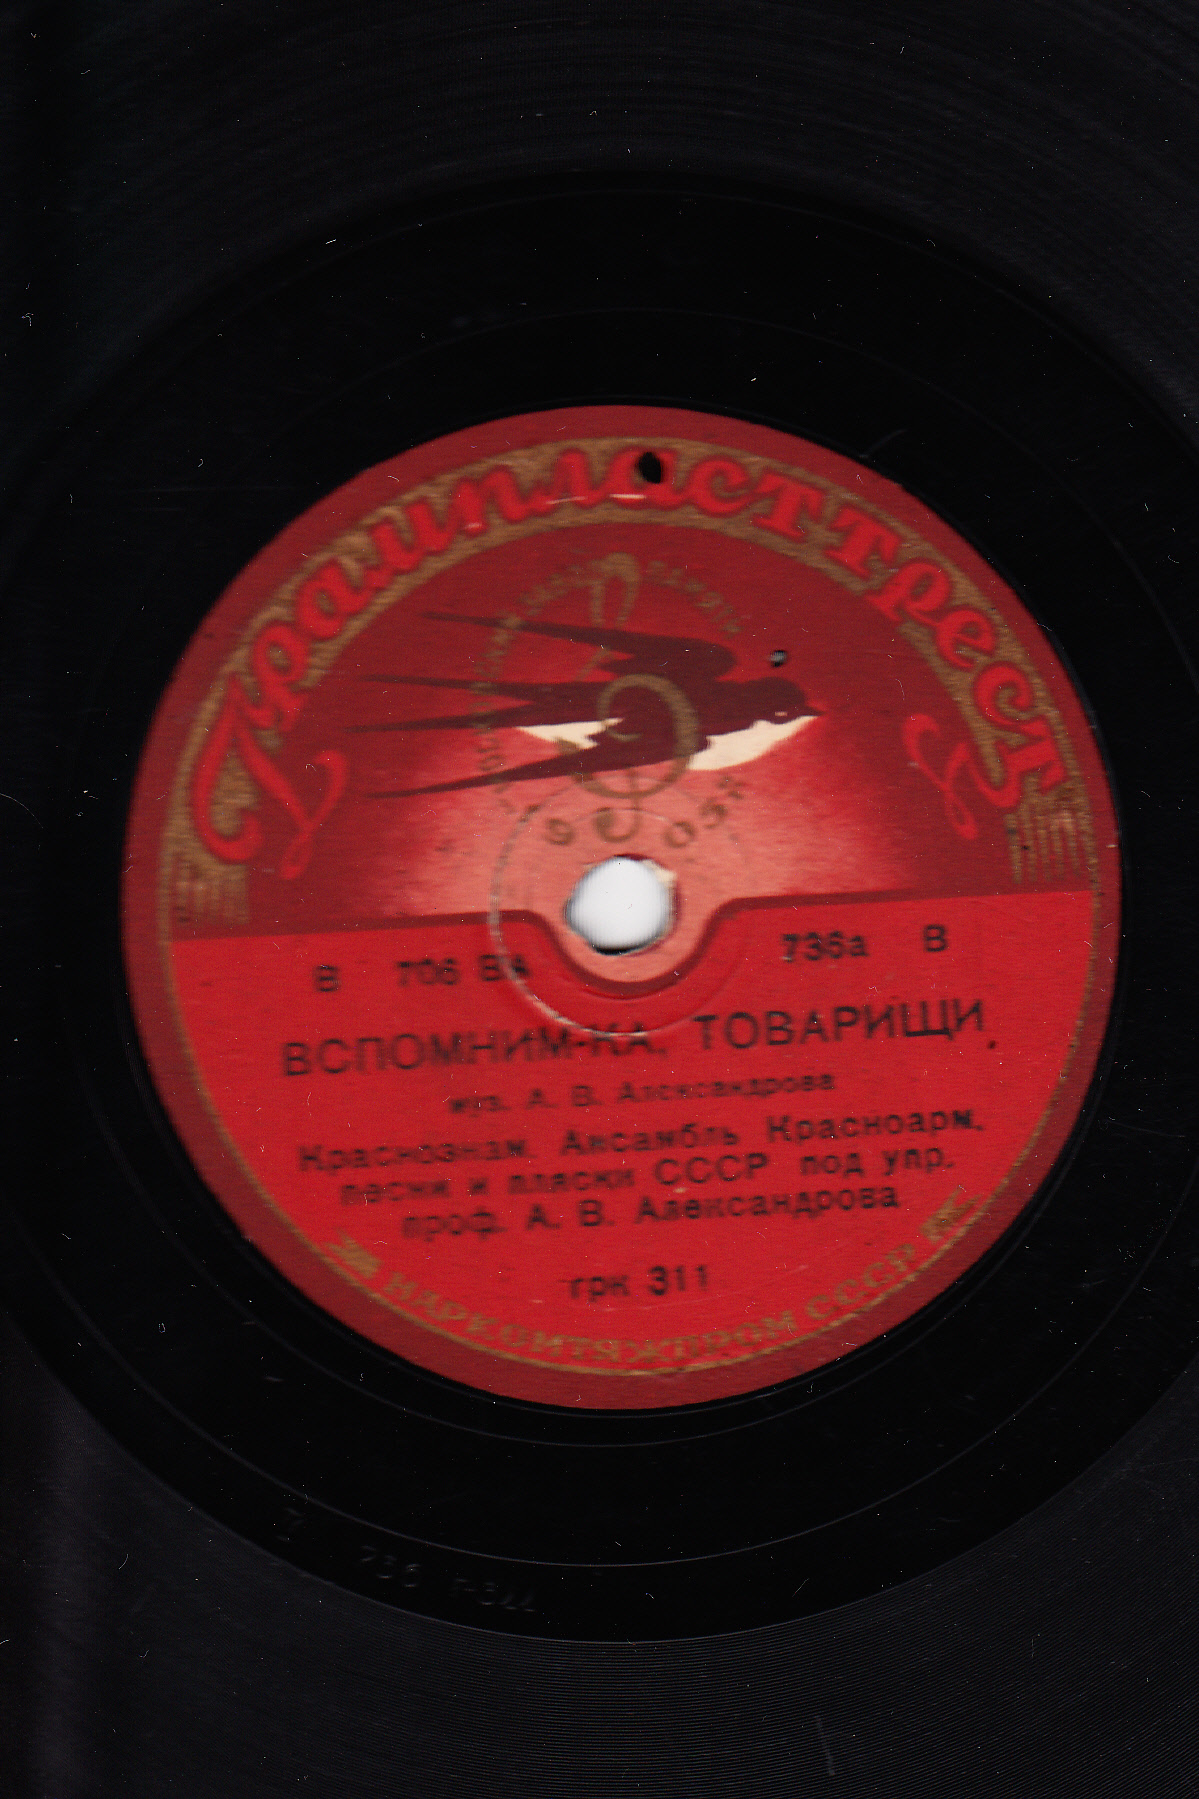 Грампласттрест
В 706 ВА 736а В
ВСПОМНИМ-КА, ТОВАРИЩИ
муз. А. В. Александрова
Краснознам. Ансамбль Красноарм.
песни и пляски СССР под упр.
проф. А. В. Александрова
грк 311
НАРКОМТЯЖПРОМ СССР